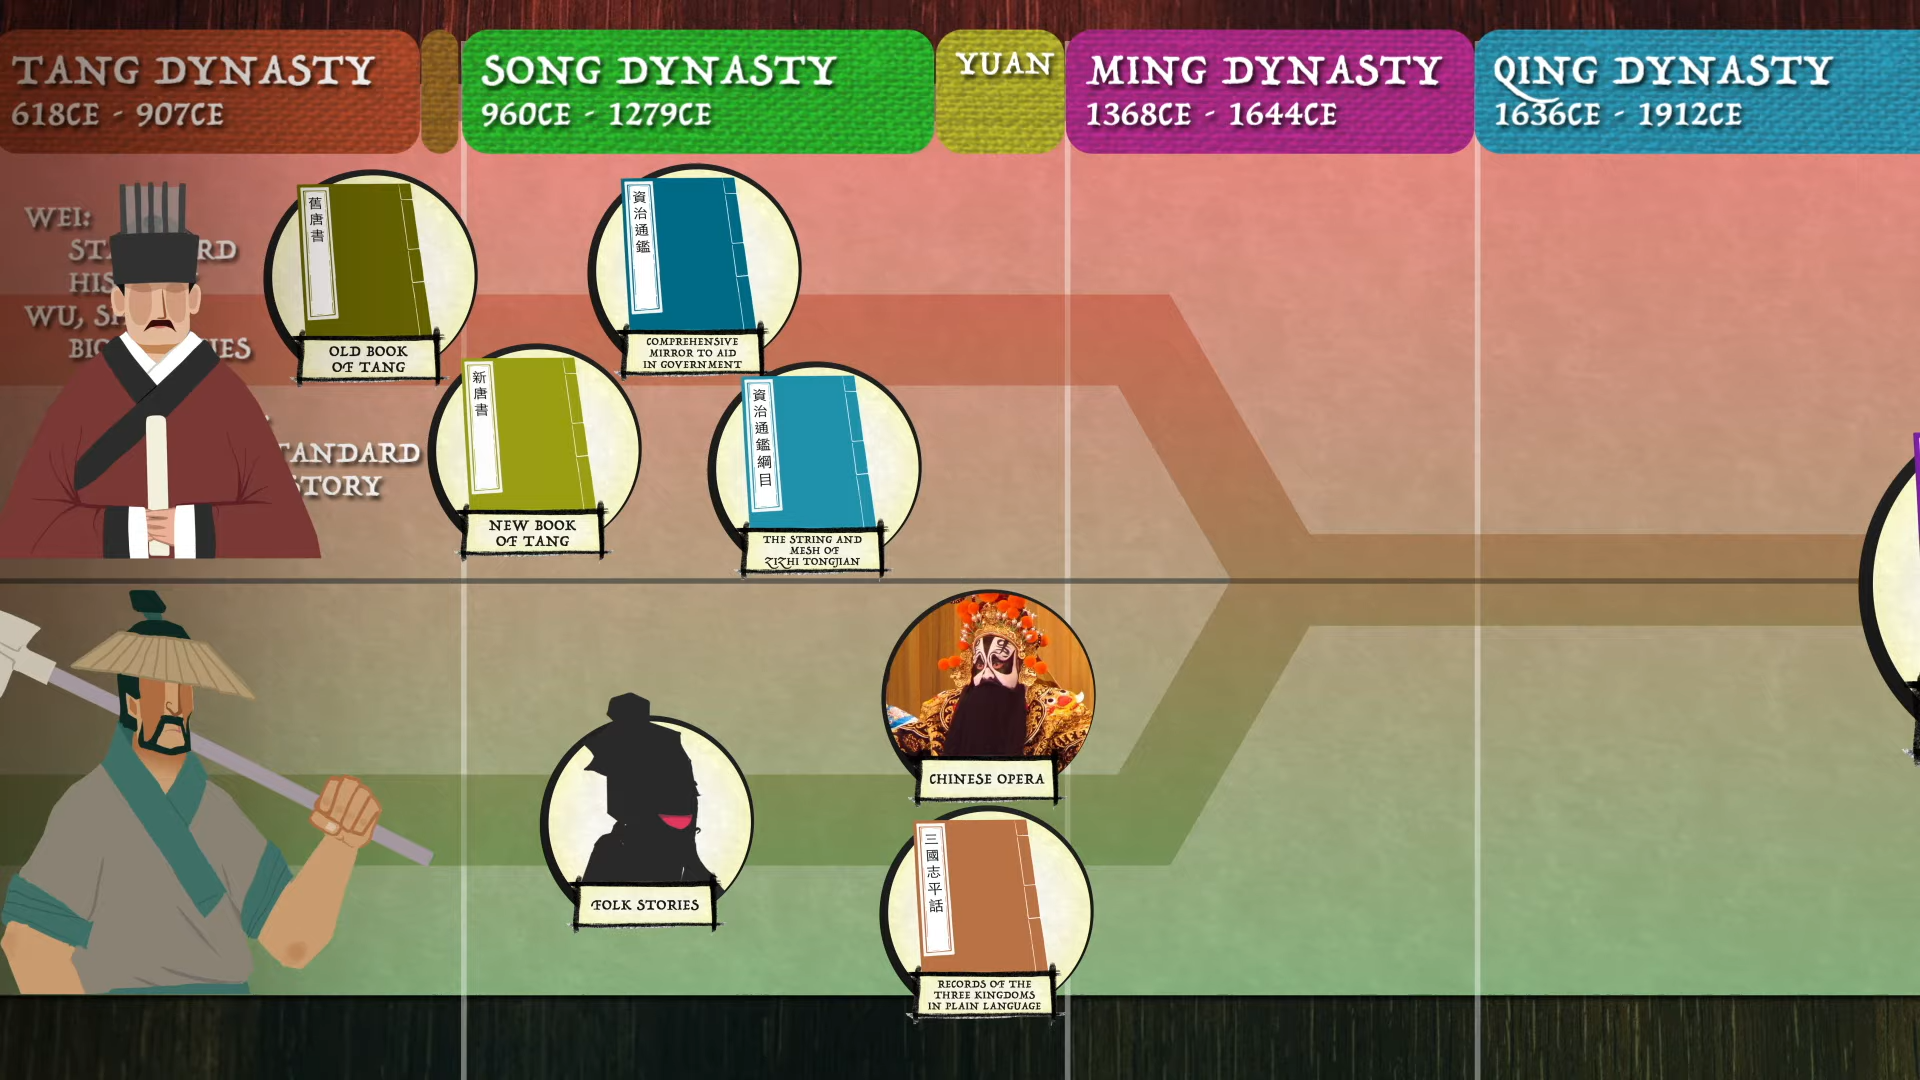 TANG DYNASTY
618CE - 907CE
SONG DYNASTY
960CE - 1279CE
YUAN
MING DYNASTY
1368CE - 1644CE
QING DYNASTY
1636CE - 1912CE
WEI:
WU,
舊唐書
OLD BOOK
OF TANG
資治通鑑
COMPREHENSIVE
MIRROR TO AID
IN GOVERNMENT
新唐書
NEW BOOK
OF TANG
資治通鑑綱目
THE STRING AND
MESH OF
ZIZHI TONGJIAN
FOLK STORIES
CHINESE OPERA
三國志平話
RECORDS OF THE
THREE KINGDOMS
IN PLAIN LANGUAGE